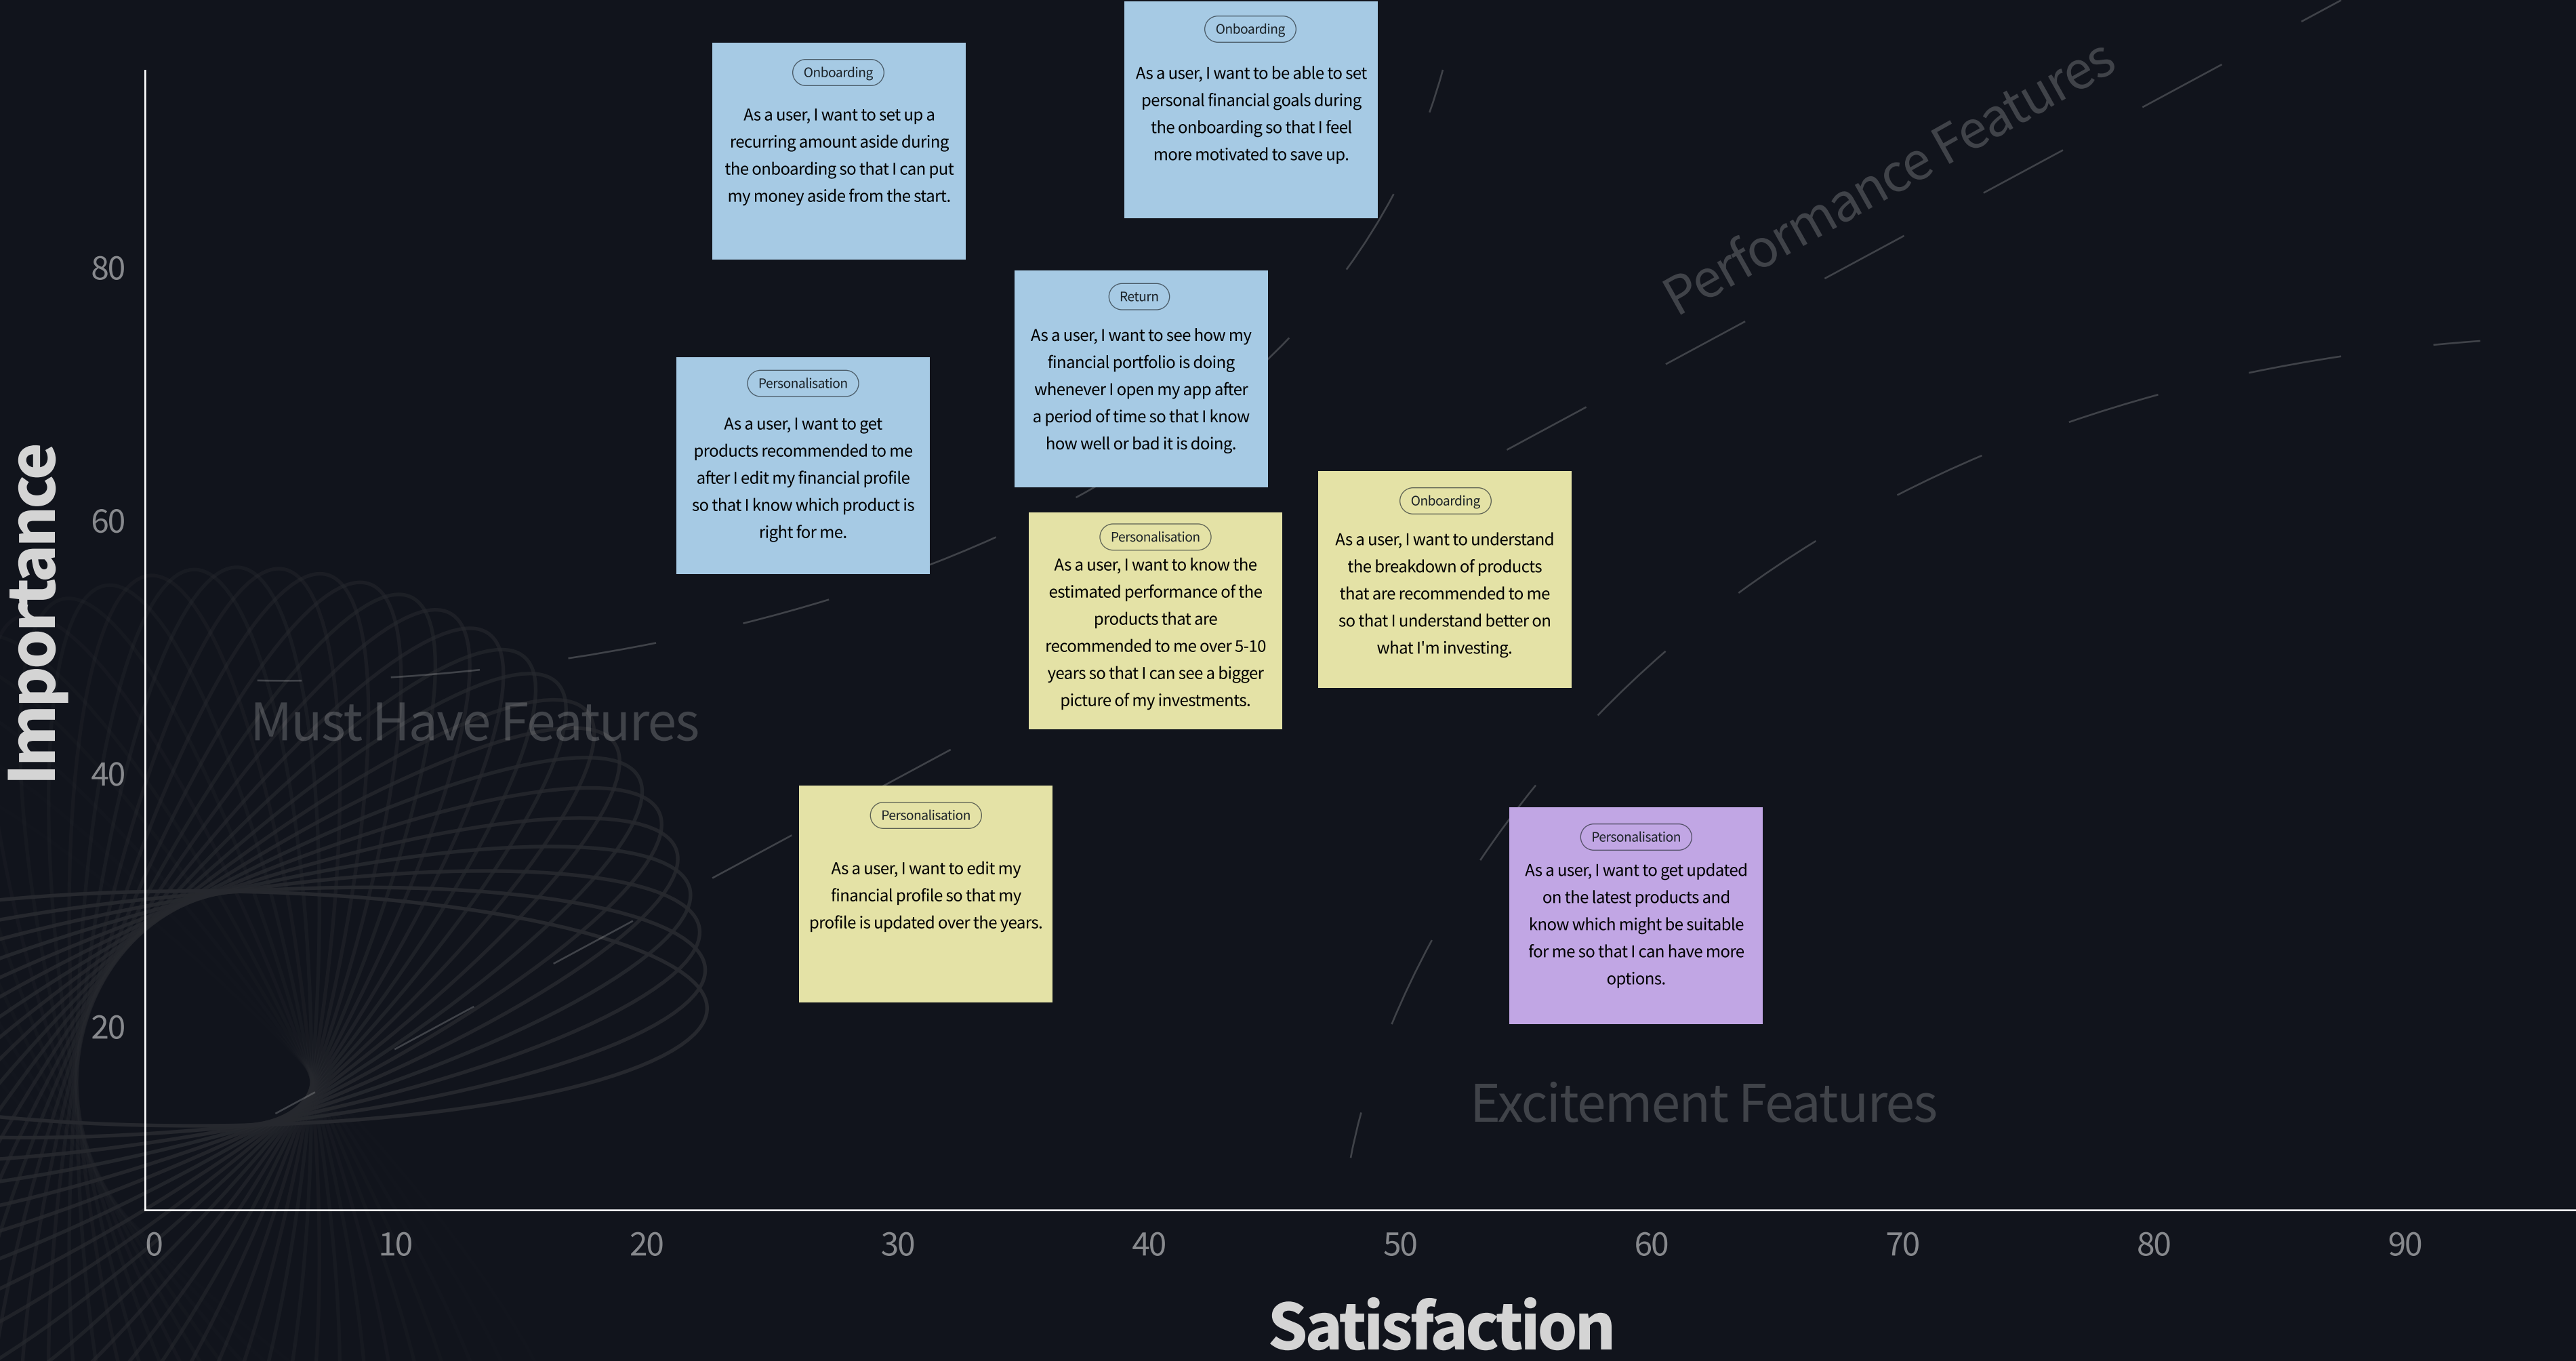 Onboarding
As a user, I want to be able to set
personal financial goals during
the onboarding so that I feel
more motivated to save up.
Onboarding
As a user, I want to set up a
recurring amount aside during
the onboarding so that I can put
my money aside from the start.
Performance Features
80
Return
As a user, I want to see how my
financial portfolio is doing
whenever I open my app after
a period of time so that I know
how well or bad it is doing.
Personalisation
As a user, I want to get
products recommended to me
after I edit my financial profile
so that I know which product is
right for me.
60
Importance
Onboarding
As a user, I want to understand
the breakdown of products
that are recommended to me
so that I understand better on
what I'm investing.
Personalisation
As a user, I want to know the
estimated performance of the
products that are
recommended to me over 5-10
years so that I can see a bigger
picture of my investments.
Must Have Features
40
Personalisation
As a user, I want to edit my
financial profile so that my
profile is updated over the years.
Personalisation
As a user, I want to get updated
on the latest products and
know which might be suitable
for me so that I can have more
options.
20
Excitement Features
0 10 20 30 40 50 60 70 80 90
Satisfaction